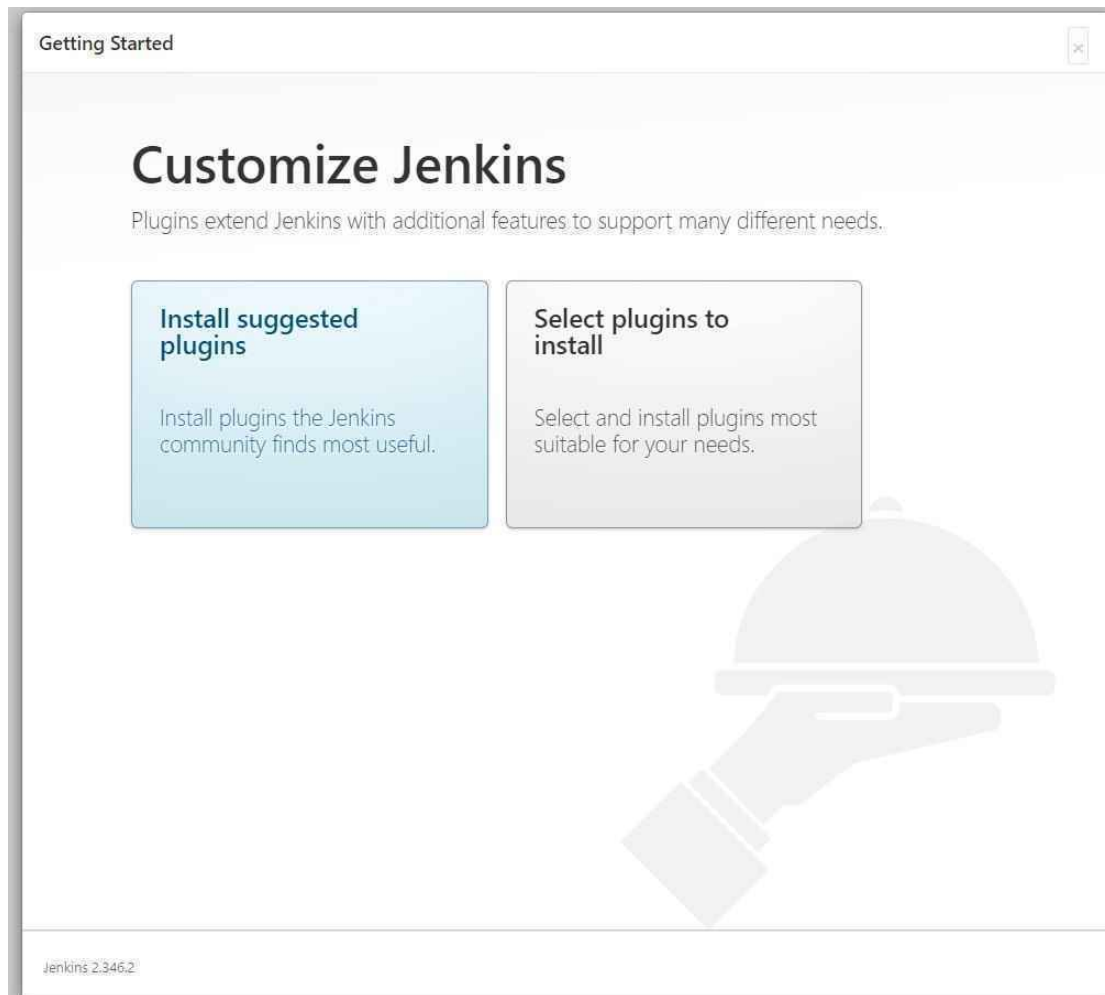 Getting Started
×
Customize Jenkins
Plugins extend Jenkins with additional features to support many different needs.
Install suggested
plugins
Install plugins the Jenkins
community finds most useful.
Select plugins to
install
Select and install plugins most
suitable for your needs.
Jenkins 2.346.2